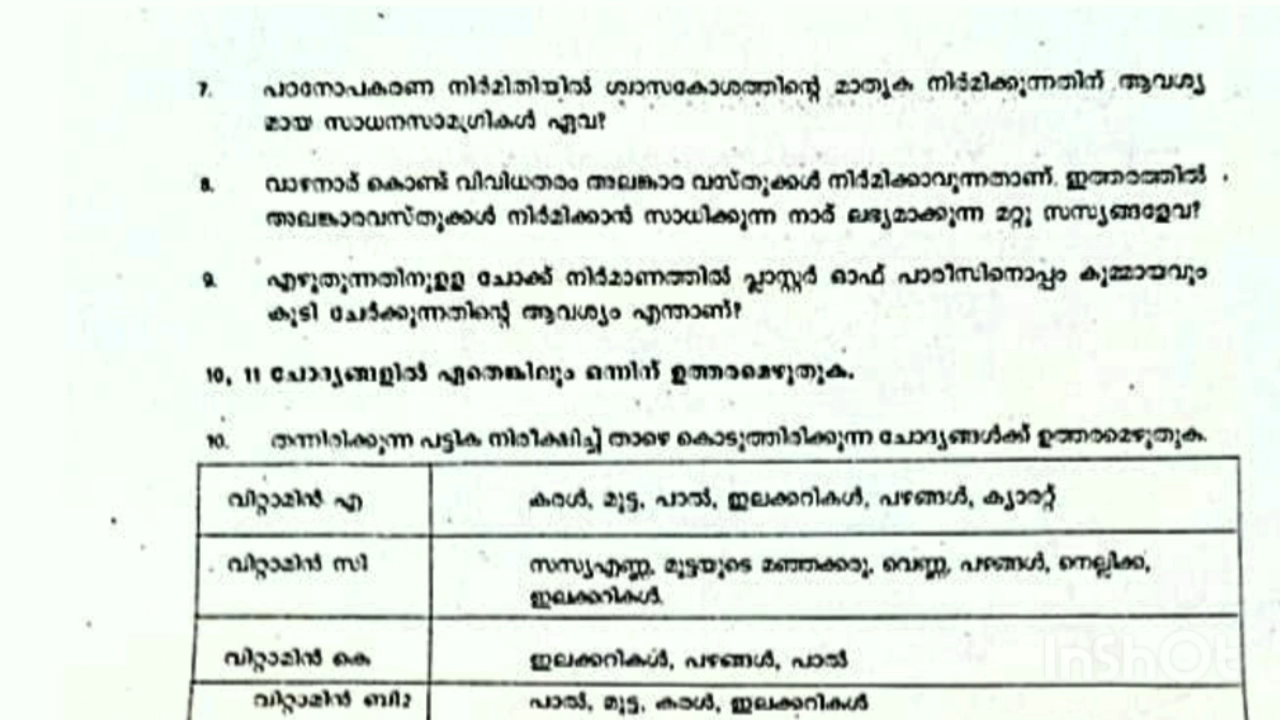 7. പഠനോപകരണ നിർമിതിയിൽ ശ്വാസകോശത്തിന്റെ മാതൃക നിർമിക്കുന്നതിന് ആവശ്യ
മായ സാധനസാമഗ്രികൾ ഏവ?
8. വാഴനാര് കൊണ്ട് വിവിധതരം അലങ്കാര വസ്തുക്കൾ നിർമിക്കാവുന്നതാണ്. ഇത്തരത്തിൽ
അലങ്കാരവസ്തുക്കൾ നിർമിക്കാൻ സാധിക്കുന്ന നാര് ലഭ്യമാക്കുന്ന മറ്റു സസ്യങ്ങളേവ?
9. എഴുതുന്നതിനുള്ള ചോക്ക് നിർമാണത്തിൽ പ്ലാസ്റ്റർ ഓഫ് പാരീസിനൊപ്പം കുമ്മായവും
കൂടി ചേർക്കുന്നതിന്റെ ആവശ്യം എന്താണ്?
10, 11 ചോദ്യങ്ങളിൽ ഏതെങ്കിലും ഒന്നിന് ഉത്തരമെഴുതുക.
10. തന്നിരിക്കുന്ന പട്ടിക നിരീക്ഷിച്ച് താഴെ കൊടുത്തിരിക്കുന്ന ചോദ്യങ്ങൾക്ക് ഉത്തരമെഴുതുക.
വിറ്റാമിൻ എ കരൾ, മുട്ട, പാൽ, ഇലക്കറികൾ, പഴങ്ങൾ, ക്യാരറ്റ്
വിറ്റാമിൻ സി സസ്യഎണ്ണ, മുട്ടയുടെ മഞ്ഞക്കരു, വെണ്ണ, പഴങ്ങൾ, നെല്ലിക്ക,
ഇലക്കറികൾ.
വിറ്റാമിൻ കെ ഇലക്കറികൾ, പഴങ്ങൾ, പാൽ
വിറ്റാമിൻ ബി2 പാൽ, മുട്ട, കരൾ, ഇലക്കറികൾ
InShOt